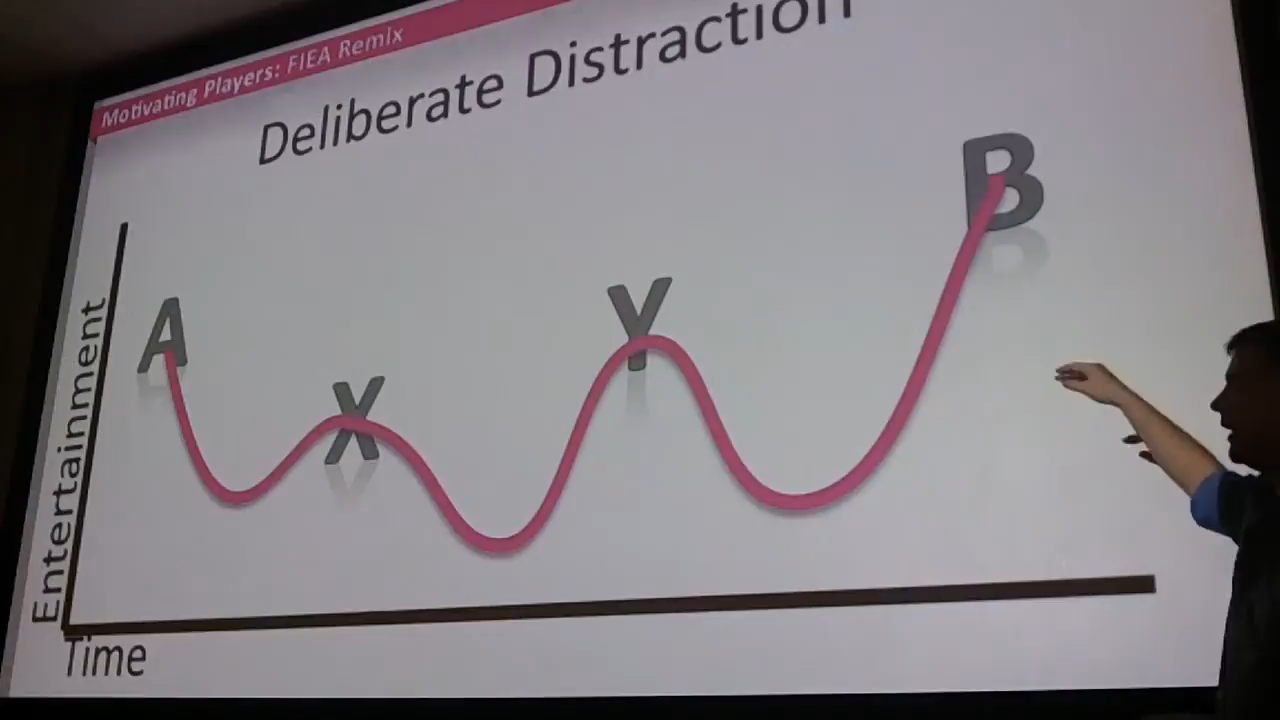 Motivating Players: FIEA Remix
Deliberate Distraction
B
A
Y
X
Entertainment
Time